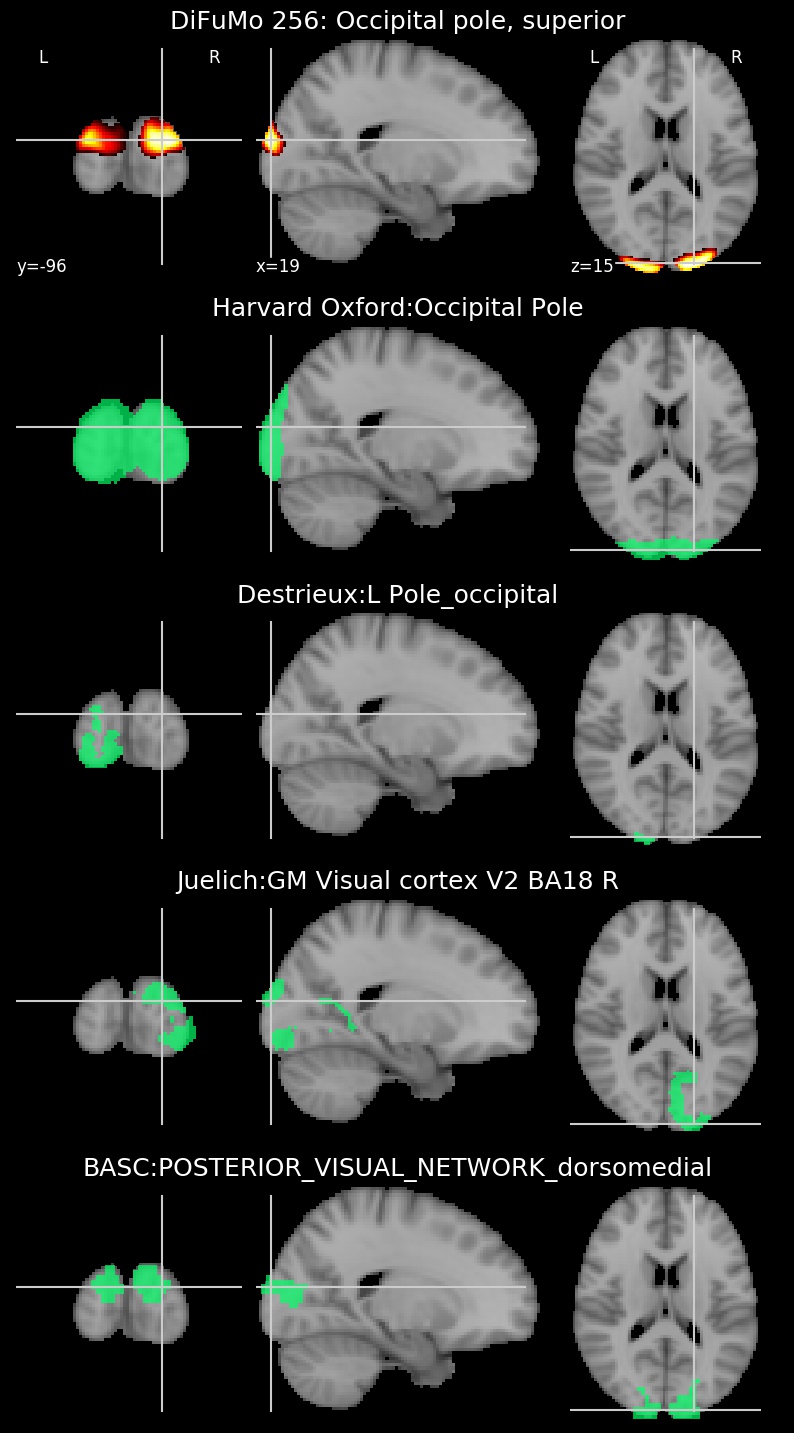 DiFuMo 256: Occipital pole, superior
L R L R
y=-96 x=19 z=15
Harvard Oxford:Occipital Pole
Destrieux:L Pole_occipital
Juelich:GM Visual cortex V2 BA18 R
BASC:POSTERIOR_VISUAL_NETWORK_dorsomedial